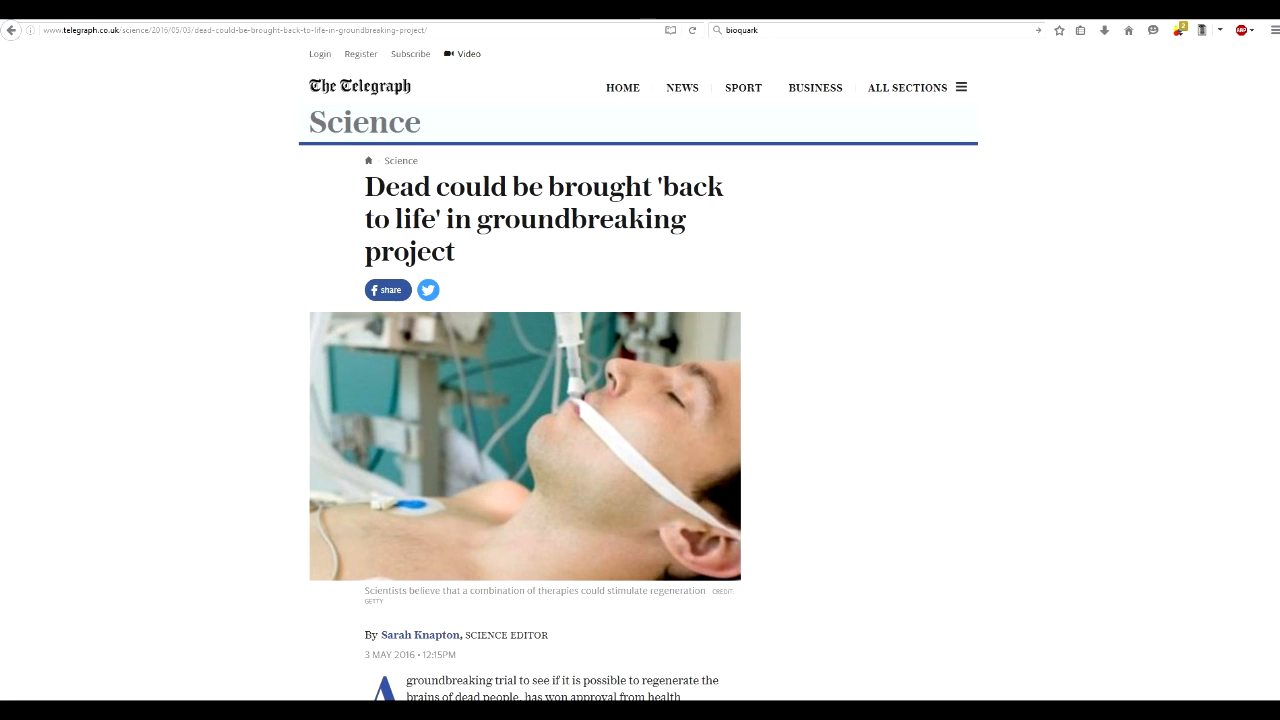 www.telegraph.co.uk/science/2016/05/03/dead-could-be-brought-back-to-life-in-groundbreaking-project/
bioquark
2
ABP
Login Register Subscribe Video
The Telegraph
HOME NEWS SPORT BUSINESS ALL SECTIONS
Science
Science
Dead could be brought 'back
to life' in groundbreaking
project
share
Scientists believe that a combination of therapies could stimulate regeneration CREDIT:
GETTY
By Sarah Knapton, SCIENCE EDITOR
3 MAY 2016 • 12:15PM
A groundbreaking trial to see if it is possible to regenerate the
brains of dead people, has won approval from health